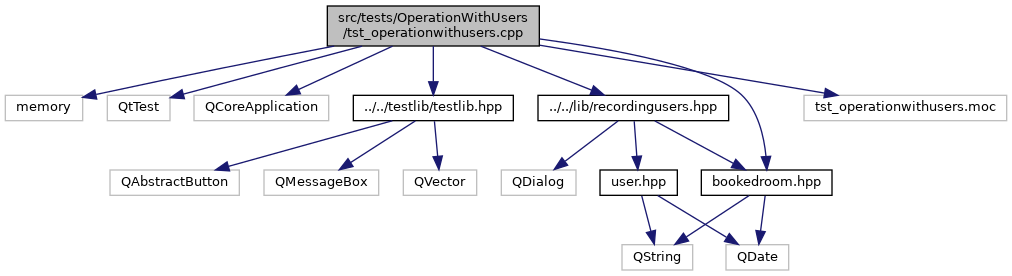 src/tests/OperationWithUsers
/tst_operationwithusers.cpp
memory
QtTest
QCoreApplication
../../testlib/testlib.hpp
../../lib/recordingusers.hpp
tst_operationwithusers.moc
QAbstractButton
QMessageBox
QVector
QDialog
user.hpp
bookedroom.hpp
QString
QDate